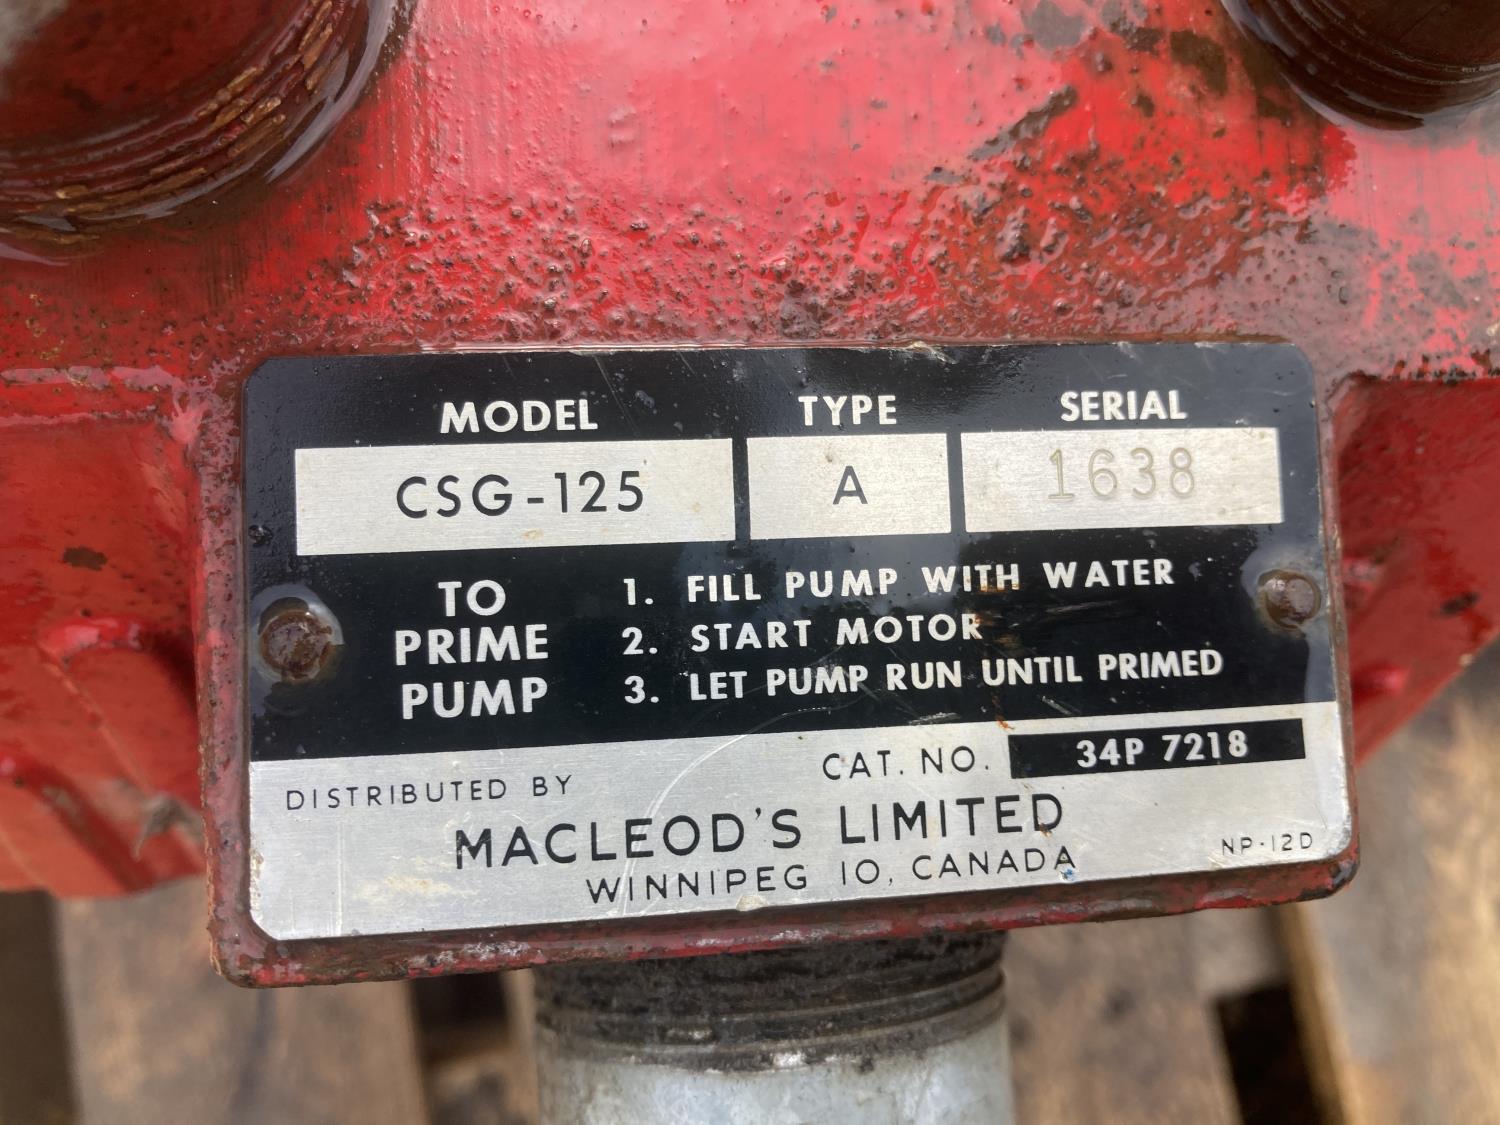 MODEL TYPE SERIAL
CSG-125 A 1638
TO PRIME PUMP
1. FILL PUMP WITH WATER
2. START MOTOR
3. LET PUMP RUN UNTIL PRIMED
CAT. NO. 34P 7218
DISTRIBUTED BY
MACLEOD'S LIMITED
WINNIPEG 10, CANADA
NP-12D